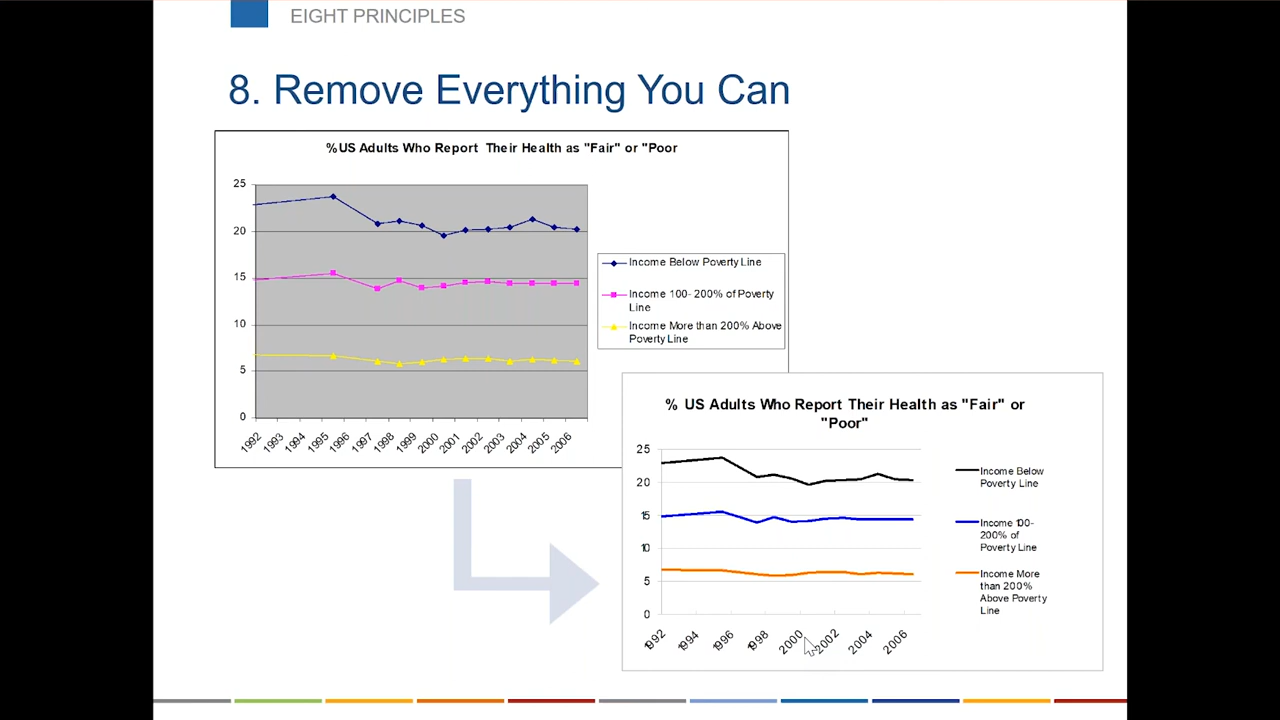 EIGHT PRINCIPLES
8. Remove Everything You Can
%US Adults Who Report Their Health as "Fair" or "Poor
25
20
15
10
5
0
1992 1993 1994 1995 1996 1997 1998 1999 2000 2001 2002 2003 2004 2005 2006
Income Below Poverty Line
Income 100- 200% of Poverty
Line
Income More than 200% Above
Poverty Line
% US Adults Who Report Their Health as "Fair" or
"Poor"
25
20
15
10
5
0
1992 1994 1996 1998 2000 2002 2004 2006
Income Below
Poverty Line
Income 100-
200% of
Poverty Line
Income More
than 200%
Above Poverty
Line